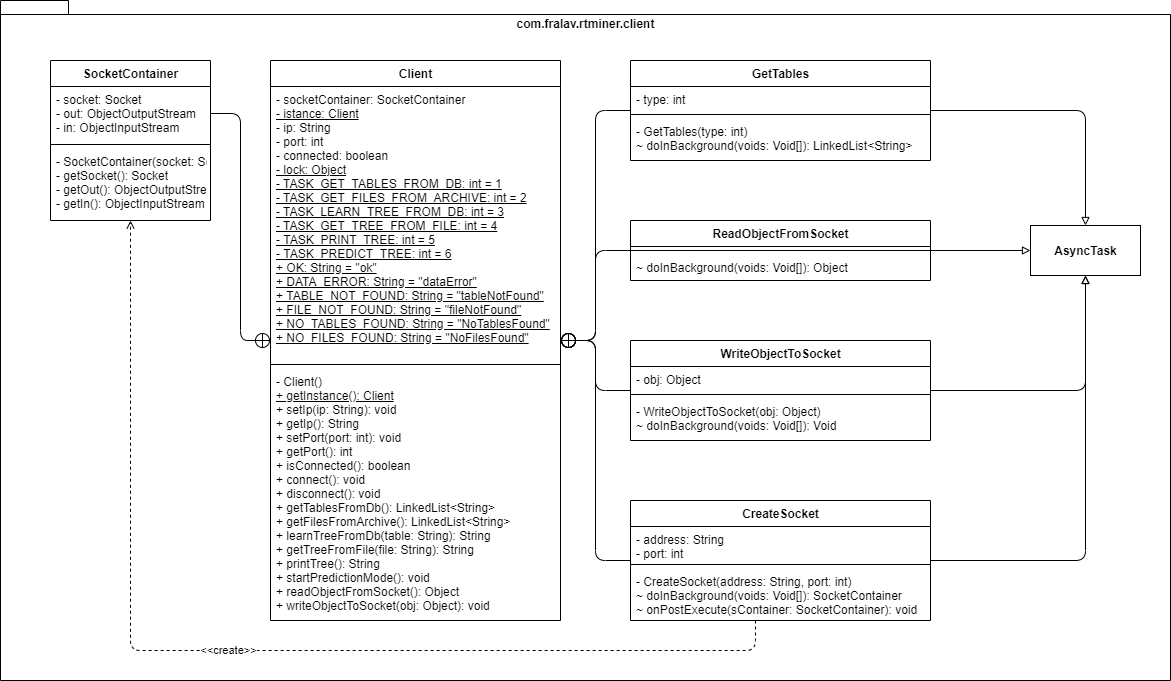 com.fralav.rtminer.client
SocketContainer
- socket: Socket
- out: ObjectOutputStream
- in: ObjectInputStream
- SocketContainer(socket: S
- getSocket(): Socket
- getOut(): ObjectOutputStre
- getIn(): ObjectInputStream
Client
- socketContainer: SocketContainer
- istance: Client
- ip: String
- port: int
- connected: boolean
- lock: Object
- TASK_GET_TABLES_FROM_DB: int = 1
- TASK_GET_FILES_FROM_ARCHIVE: int = 2
- TASK_LEARN_TREE_FROM_DB: int = 3
- TASK_GET_TREE_FROM_FILE: int = 4
- TASK_PRINT_TREE: int = 5
- TASK_PREDICT_TREE: int = 6
+ OK: String = "ok"
+ DATA_ERROR: String = "dataError"
+ TABLE_NOT_FOUND: String = "tableNotFound"
+ FILE_NOT_FOUND: String = "fileNotFound"
+ NO_TABLES_FOUND: String = "NoTablesFound"
+ NO_FILES_FOUND: String = "NoFilesFound"
- Client()
+ getInstance(): Client
+ setIp(ip: String): void
+ getIp(): String
+ setPort(port: int): void
+ getPort(): int
+ isConnected(): boolean
+ connect(): void
+ disconnect(): void
+ getTablesFromDb(): LinkedList<String>
+ getFilesFromArchive(): LinkedList<String>
+ learnTreeFromDb(table: String): String
+ getTreeFromFile(file: String): String
+ printTree(): String
+ startPredictionMode(): void
+ readObjectFromSocket(): Object
+ writeObjectToSocket(obj: Object): void
GetTables
- type: int
- GetTables(type: int)
~ doInBackground(voids: Void[]): LinkedList<String>
ReadObjectFromSocket
~ doInBackground(voids: Void[]): Object
AsyncTask
WriteObjectToSocket
- obj: Object
- WriteObjectToSocket(obj: Object)
~ doInBackground(voids: Void[]): Void
CreateSocket
- address: String
- port: int
- CreateSocket(address: String, port: int)
~ doInBackground(voids: Void[]): SocketContainer
~ onPostExecute(sContainer: SocketContainer): void
<<create>>